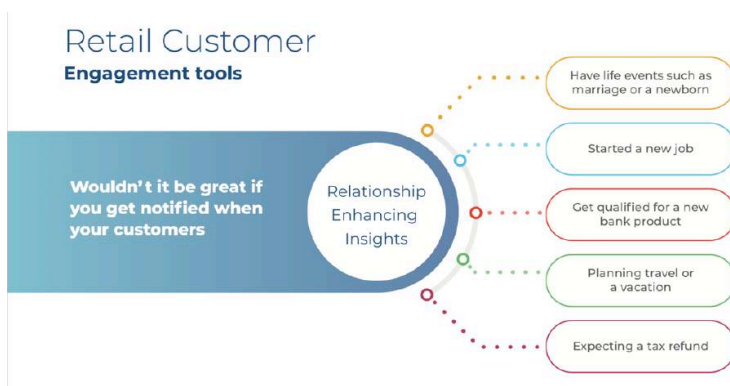 Retail Customer
Engagement tools
Wouldn't it be great if
you get notified when
your customers
Relationship
Enhancing
Insights
Have life events such as
marriage or a newborn
Started a new job
Get qualified for a new
bank product
Planning travel or
a vacation
Expecting a tax refund